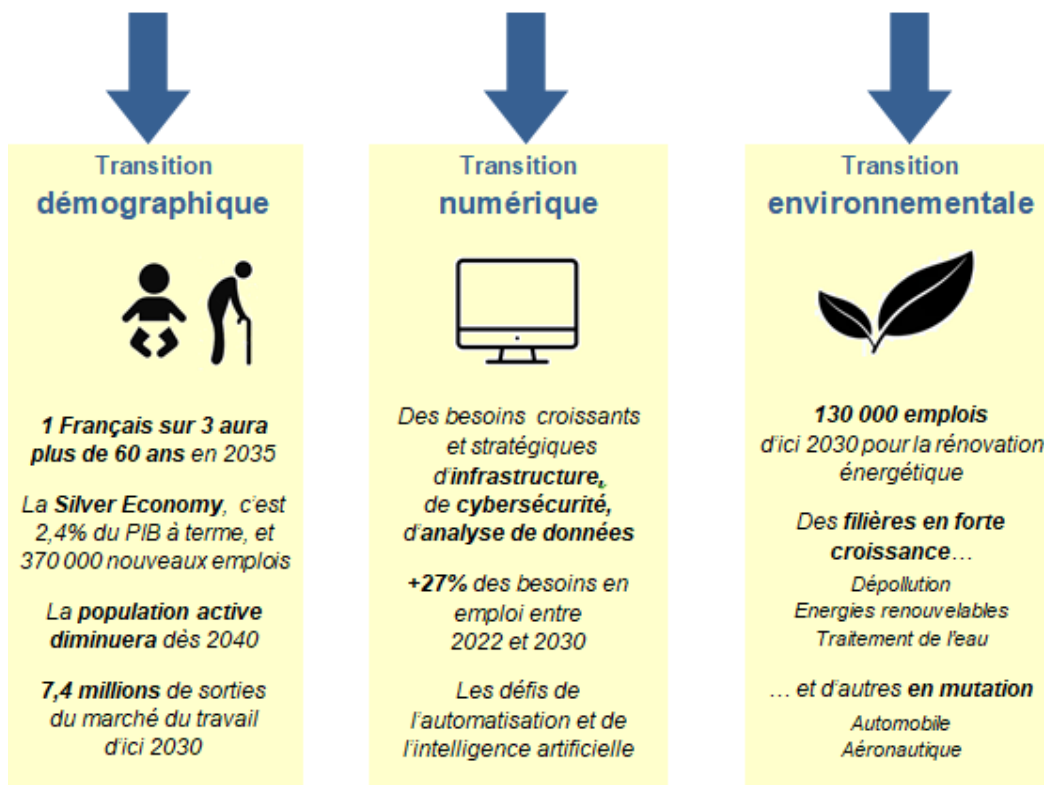 Transition
démographique
1 Français sur 3 aura
plus de 60 ans en 2035
La Silver Economy, c'est
2,4% du PIB à terme, et
370 000 nouveaux emplois
La population active
diminuera dès 2040
7,4 millions de sorties
du marché du travail
d'ici 2030
Transition
numérique
Des besoins croissants
et stratégiques
d'infrastructure,
de cybersécurité,
d'analyse de données
+27% des besoins en
emploi entre
2022 et 2030
Les défis de
l'automatisation et de
l'intelligence artificielle
Transition
environnementale
130 000 emplois
d'ici 2030 pour la rénovation
énergétique
Des filières en forte
croissance…
Dépollution
Energies renouvelables
Traitement de l'eau
… et d'autres en mutation
Automobile
Aéronautique